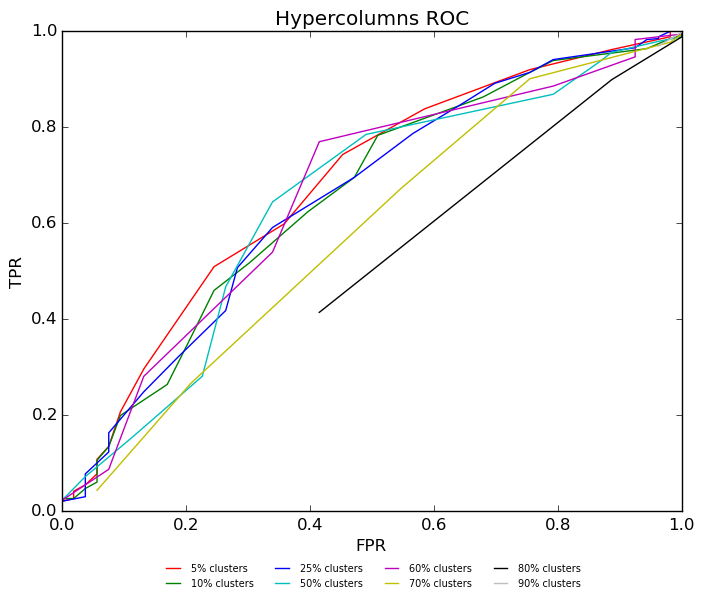 Hypercolumns ROC
1.0
0.8
0.6
0.4
0.2
0.0
TPR
0.0 0.2 0.4 0.6 0.8 1.0
FPR
5% clusters 25% clusters 60% clusters 80% clusters
10% clusters 50% clusters 70% clusters 90% clusters